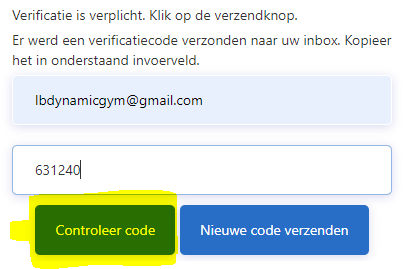 Verificatie is verplicht. Klik op de verzendknop.
Er werd een verificatiecode verzonden naar uw inbox. Kopieer
het in onderstaand invoerveld.
lbdynamicgym@gmail.com
631240
Controleer code
Nieuwe code verzenden